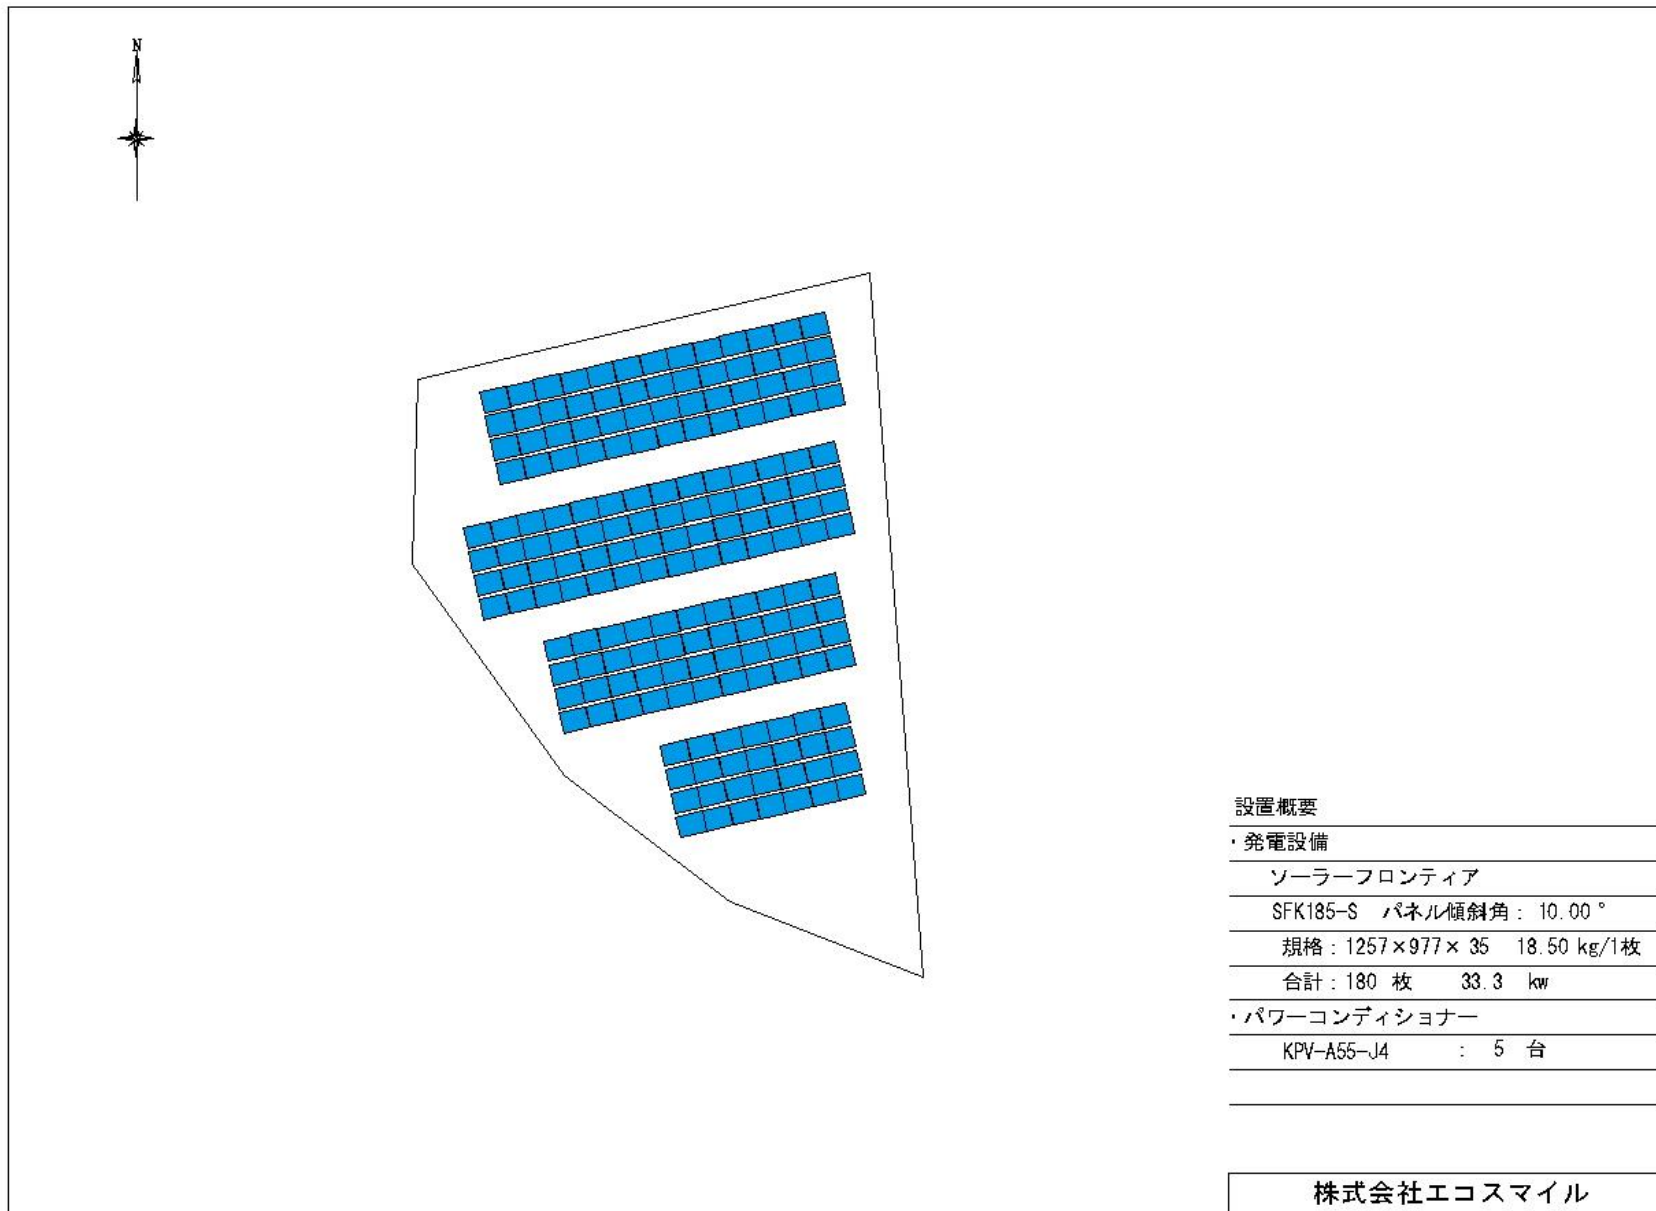 N
設置概要
・発電設備
ソーラーフロンティア
SFK185-S パネル傾斜角: 10.00°
規格:1257×977× 35 18.50 kg/1枚
合計:180 枚 33.3 kw
・パワーコンディショナー
KPV-A55-J4 : 5 台
株式会社エコスマイル